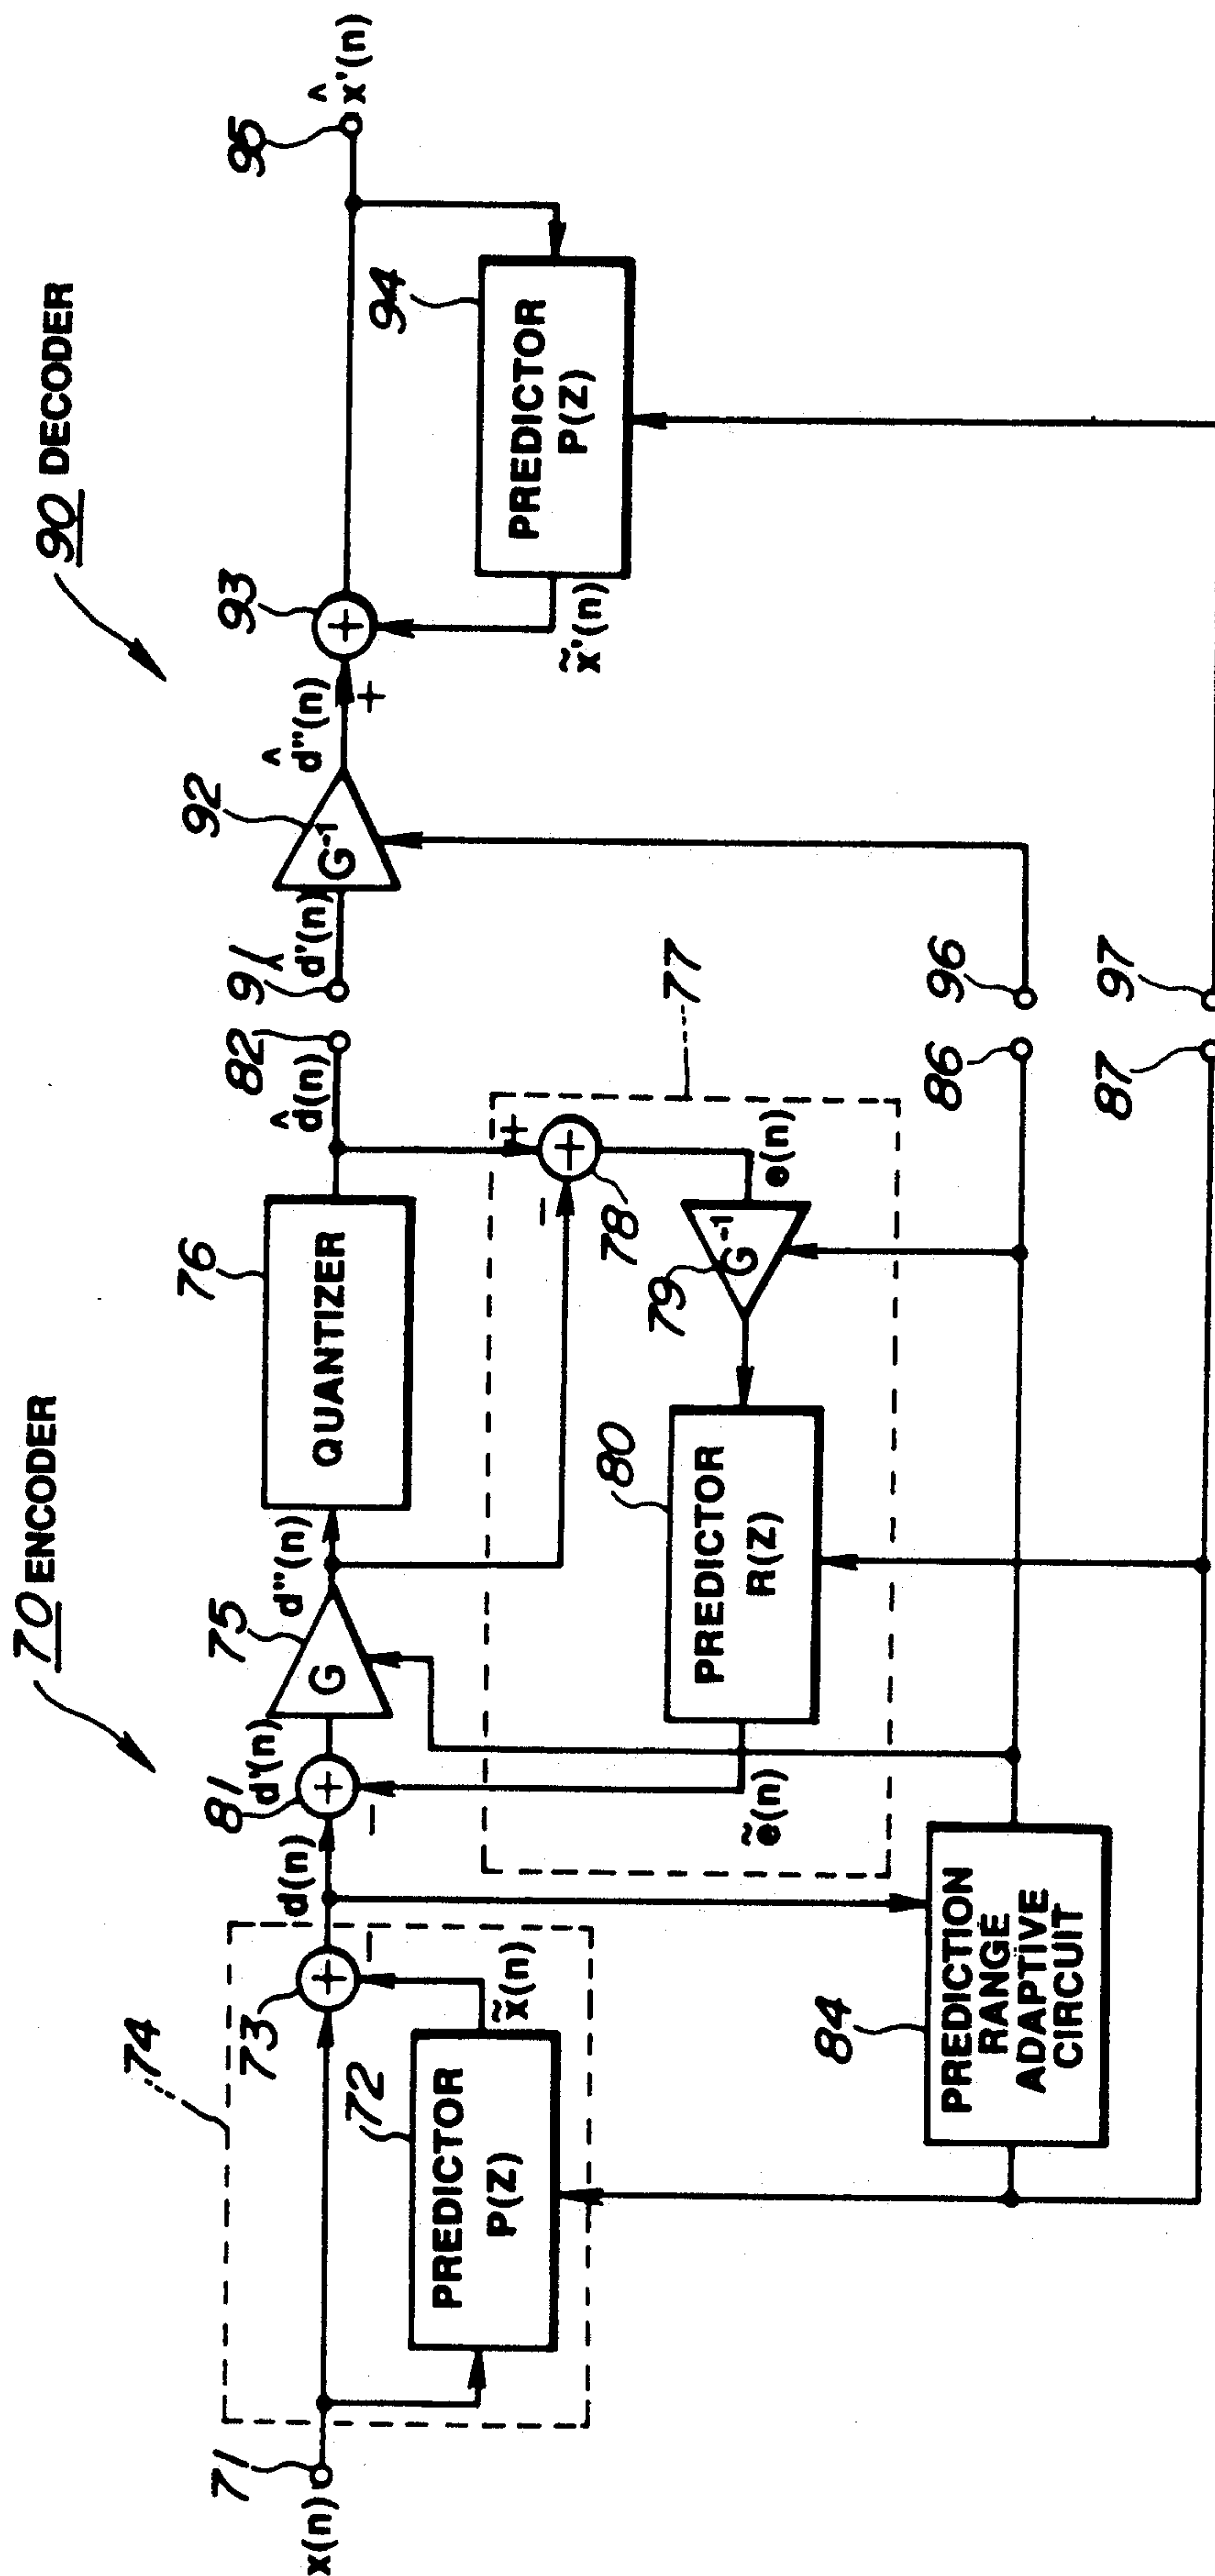 70 ENCODER
90 DECODER
x(n)
71
74
72
PREDICTOR
P(Z)
x̃(n)
73
−
d(n)
81
−
d'(n)
75
G
d''(n)
76
QUANTIZER
d̂(n)
82
77
+
−
+
78
e(n)
79
G⁻¹
80
PREDICTOR
R(Z)
ẽ(n)
84
PREDICTION
RANGE
ADAPTIVE
CIRCUIT
86
87
96
97
91
d̂'(n)
92
G⁻¹
d̂''(n)
+
93
+
x̃'(n)
94
PREDICTOR
P(Z)
95
x̂'(n)